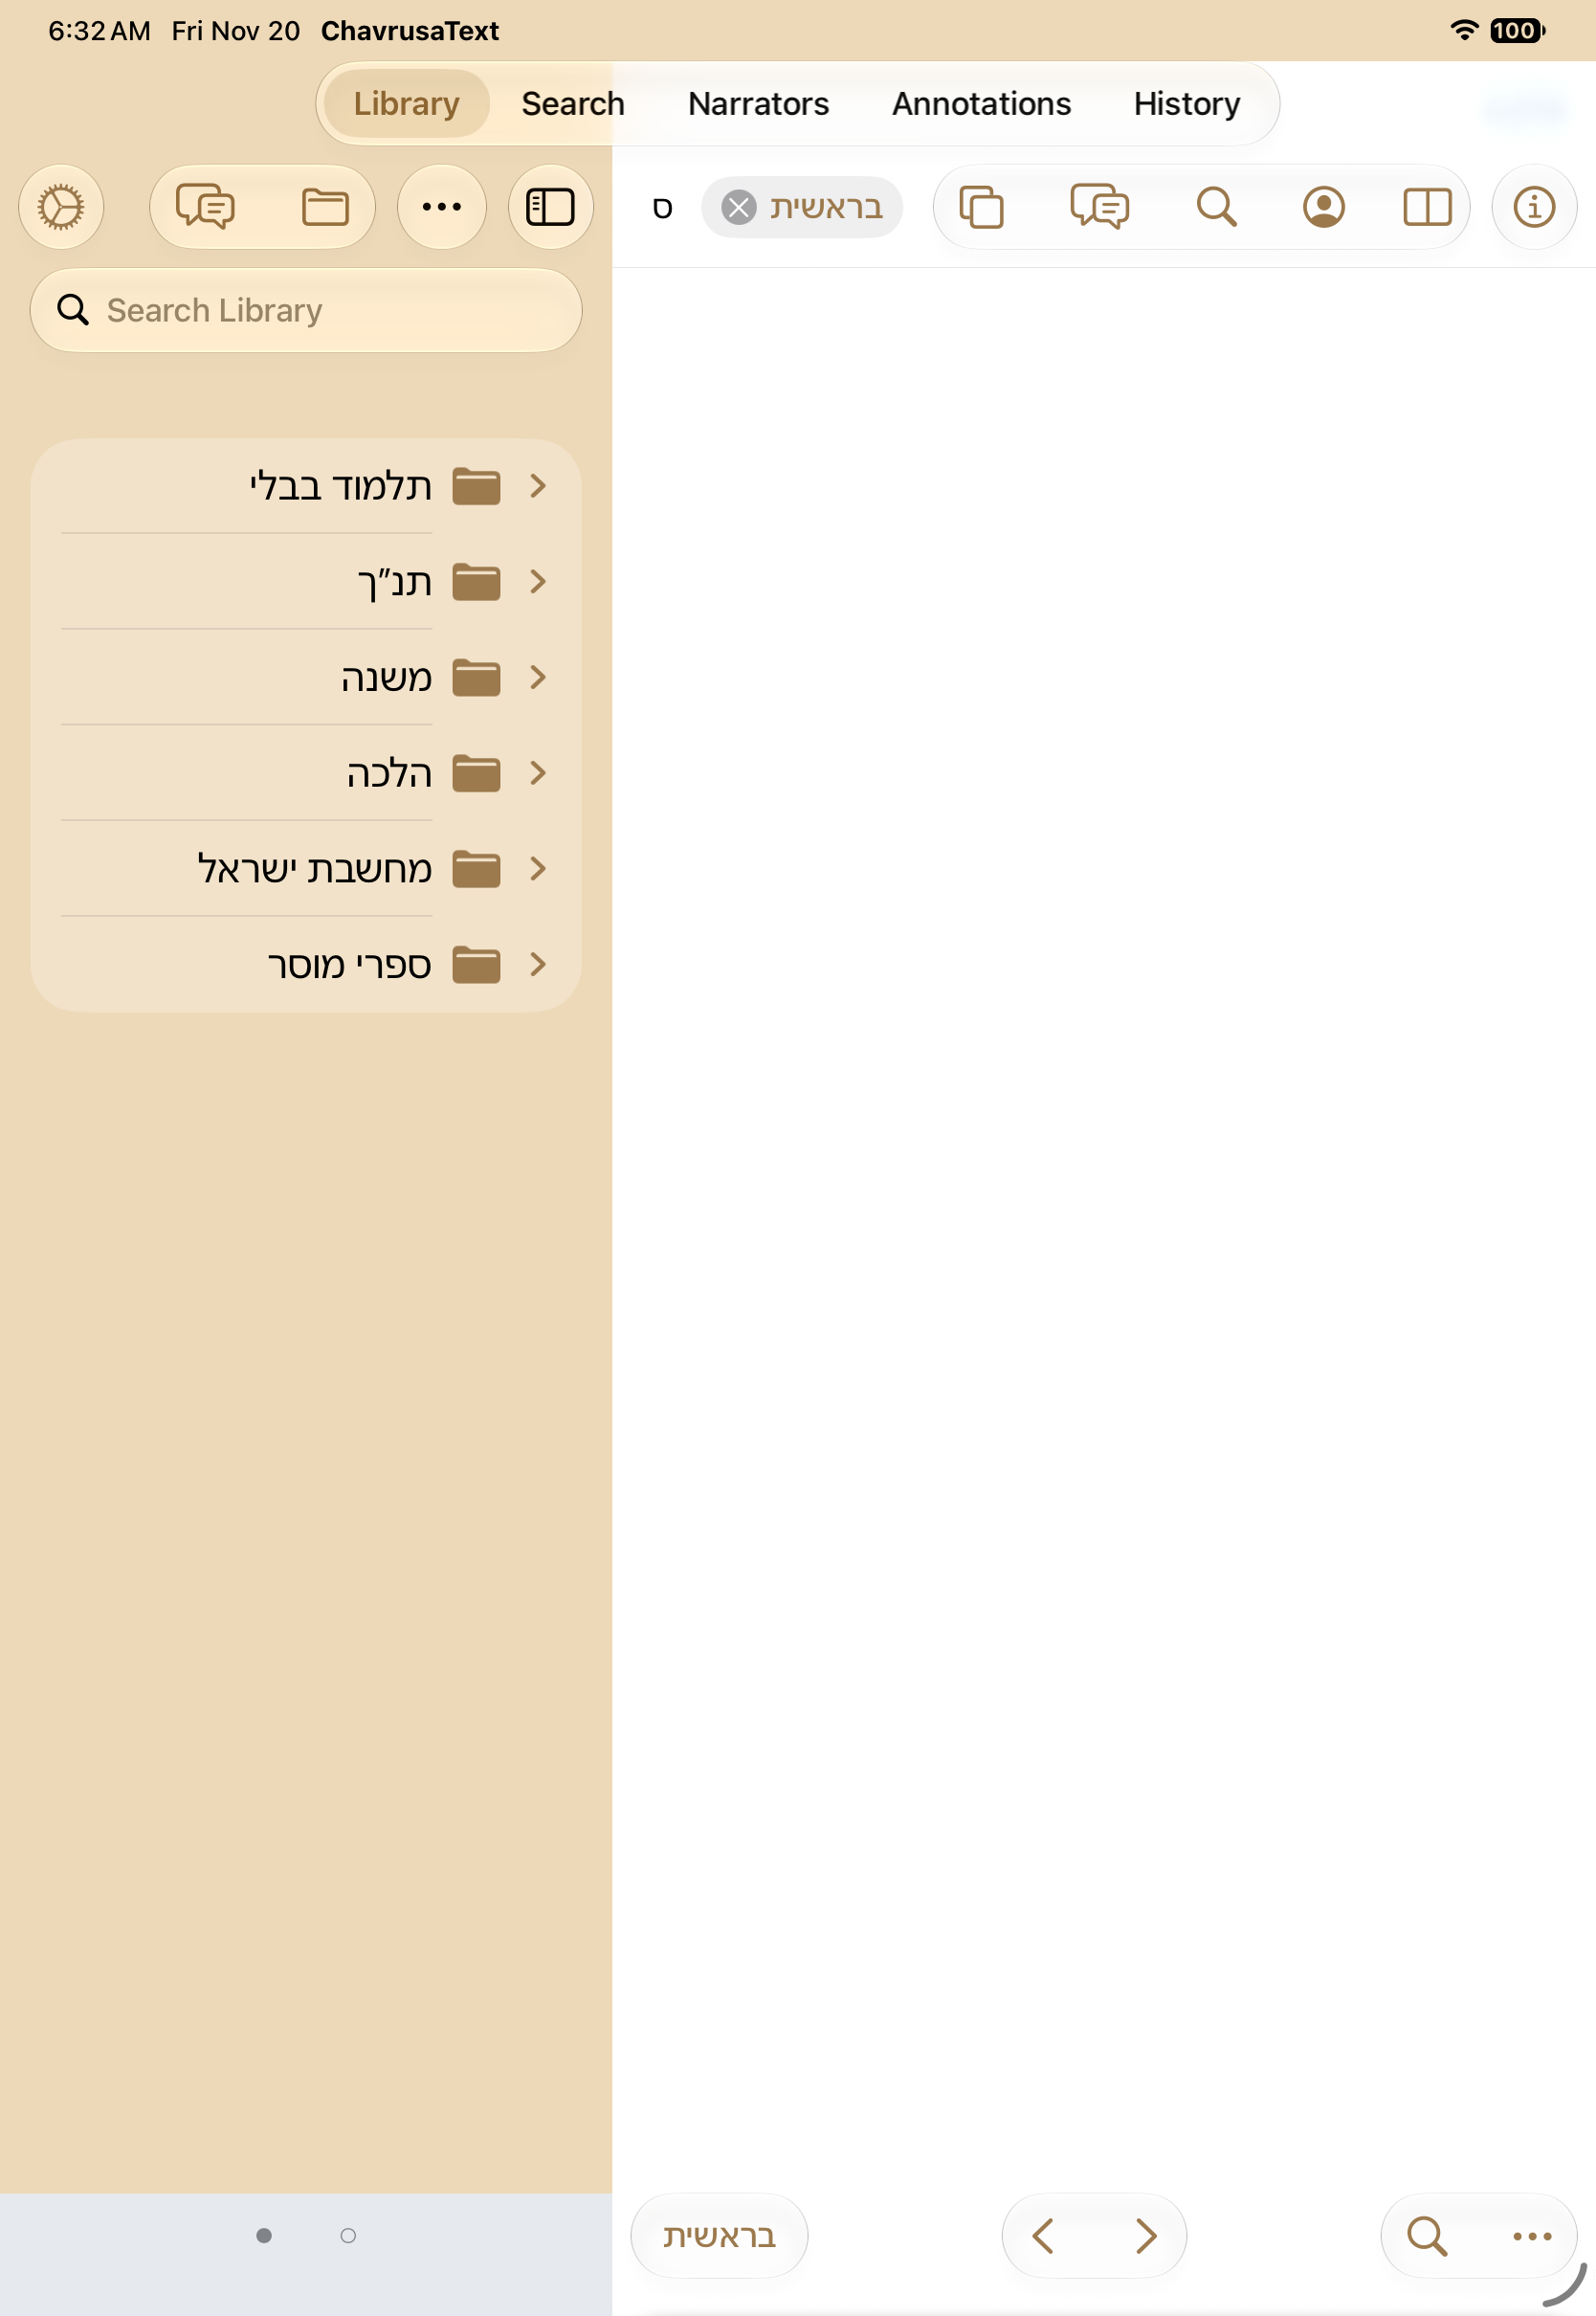 6:32 AM Fri Nov 20 ChavrusaText 100
Library Search Narrators Annotations History
ס בראשית
Search Library
תלמוד בבלי
תנ״ך
משנה
הלכה
מחשבת ישראל
ספרי מוסר
בראשית